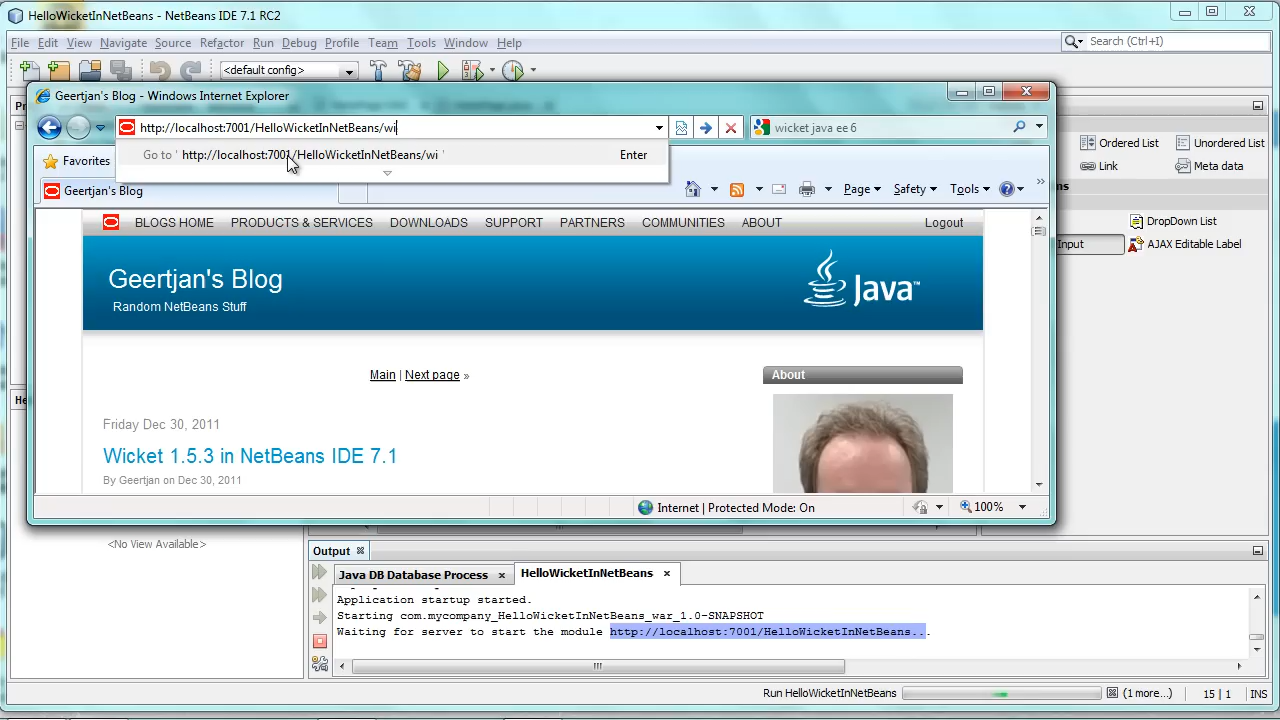 HelloWicketInNetBeans - NetBeans IDE 7.1 RC2
File Edit View Navigate Source Refactor Run Debug Profile Team Tools Window Help
Search (Ctrl+I)
<default config>
Geertjan's Blog - Windows Internet Explorer
http://localhost:7001/HelloWicketInNetBeans/wi
wicket java ee 6
Go to ' http://localhost:7001/HelloWicketInNetBeans/wi '
Enter
Ordered List
Unordered List
Favorites
Link
Meta data
Geertjan's Blog
Page
Safety
Tools
BLOGS HOME PRODUCTS & SERVICES DOWNLOADS SUPPORT PARTNERS COMMUNITIES ABOUT
Logout
DropDown List
Input
AJAX Editable Label
Geertjan's Blog
Java™
Random NetBeans Stuff
Main | Next page »
About
Friday Dec 30, 2011
Wicket 1.5.3 in NetBeans IDE 7.1
By Geertjan on Dec 30, 2011
Internet | Protected Mode: On
100%
<No View Available>
Output
Java DB Database Process
HelloWicketInNetBeans
Application startup started.
Starting com.mycompany_HelloWicketInNetBeans_war_1.0-SNAPSHOT
Waiting for server to start the module http://localhost:7001/HelloWicketInNetBeans...
Run HelloWicketInNetBeans
(1 more...)
15 | 1
INS